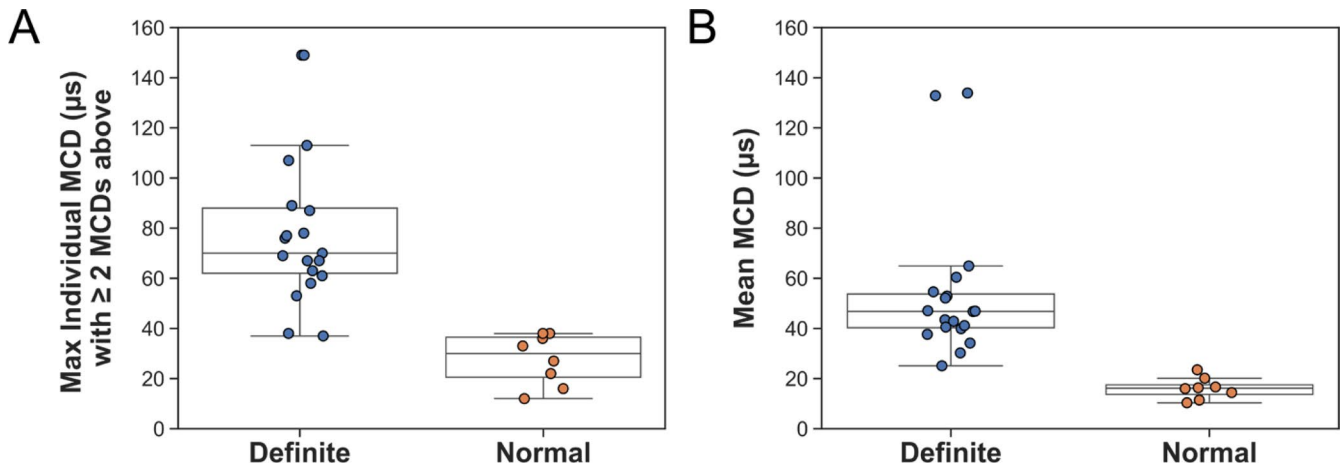 A
Max Individual MCD (µs)
with ≥ 2 MCDs above
160
140
120
100
80
60
40
20
0
Definite
Normal
B
Mean MCD (µs)
160
140
120
100
80
60
40
20
0
Definite
Normal